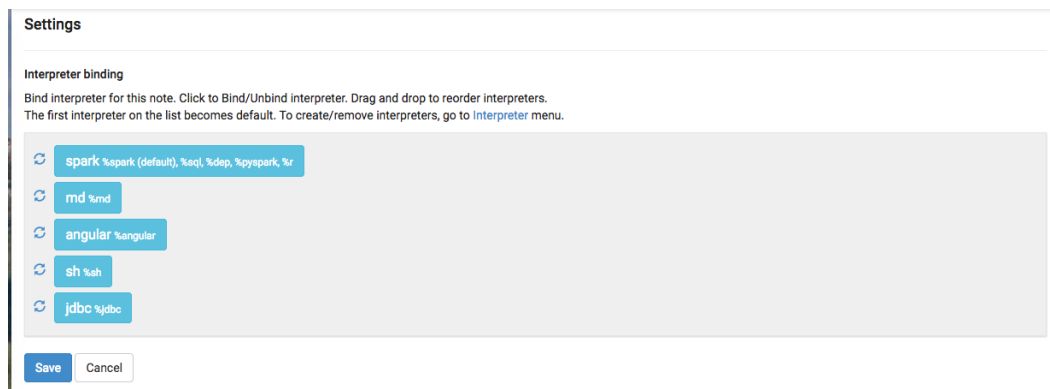 Settings
Interpreter binding
Bind interpreter for this note. Click to Bind/Unbind interpreter. Drag and drop to reorder interpreters.
The first interpreter on the list becomes default. To create/remove interpreters, go to Interpreter menu.
spark %spark (default), %sql, %dep, %pyspark, %r
md %md
angular %angular
sh %sh
jdbc %jdbc
Save Cancel